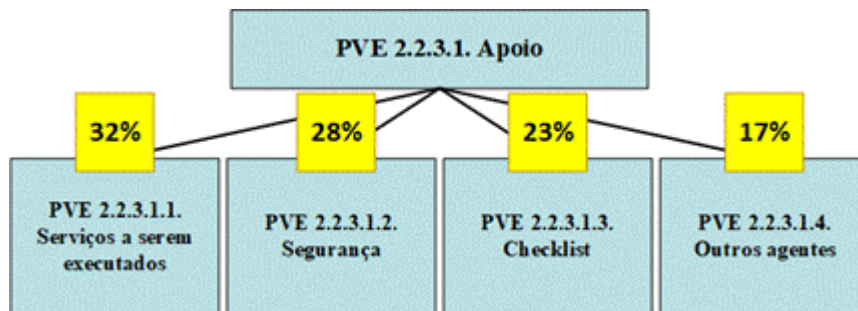 PVE 2.2.3.1. Apoio
32%
28%
23%
17%
PVE 2.2.3.1.1.
Serviços a serem
executados
PVE 2.2.3.1.2.
Segurança
PVE 2.2.3.1.3.
Checklist
PVE 2.2.3.1.4.
Outros agentes